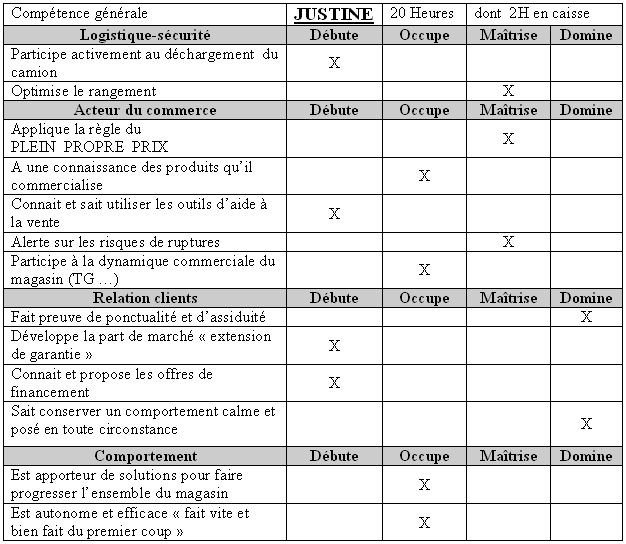 Compétence générale JUSTINE 20 Heures dont 2H en caisse
Logistique-sécurité Débute Occupe Maîtrise Domine
Participe activement au déchargement du
camion X
Optimise le rangement X
Acteur du commerce Débute Occupe Maîtrise Domine
Applique la règle du
PLEIN PROPRE PRIX X
A une connaissance des produits qu'il
commercialise X
Connait et sait utiliser les outils d'aide à
la vente X
Alerte sur les risques de ruptures X
Participe à la dynamique commerciale du
magasin (TG …) X
Relation clients Débute Occupe Maîtrise Domine
Fait preuve de ponctualité et d'assiduité X
Développe la part de marché « extension
de garantie » X
Connait et propose les offres de
financement X
Sait conserver un comportement calme et
posé en toute circonstance X
Comportement Débute Occupe Maîtrise Domine
Est apporteur de solutions pour faire
progresser l'ensemble du magasin X
Est autonome et efficace « fait vite et
bien fait du premier coup » X